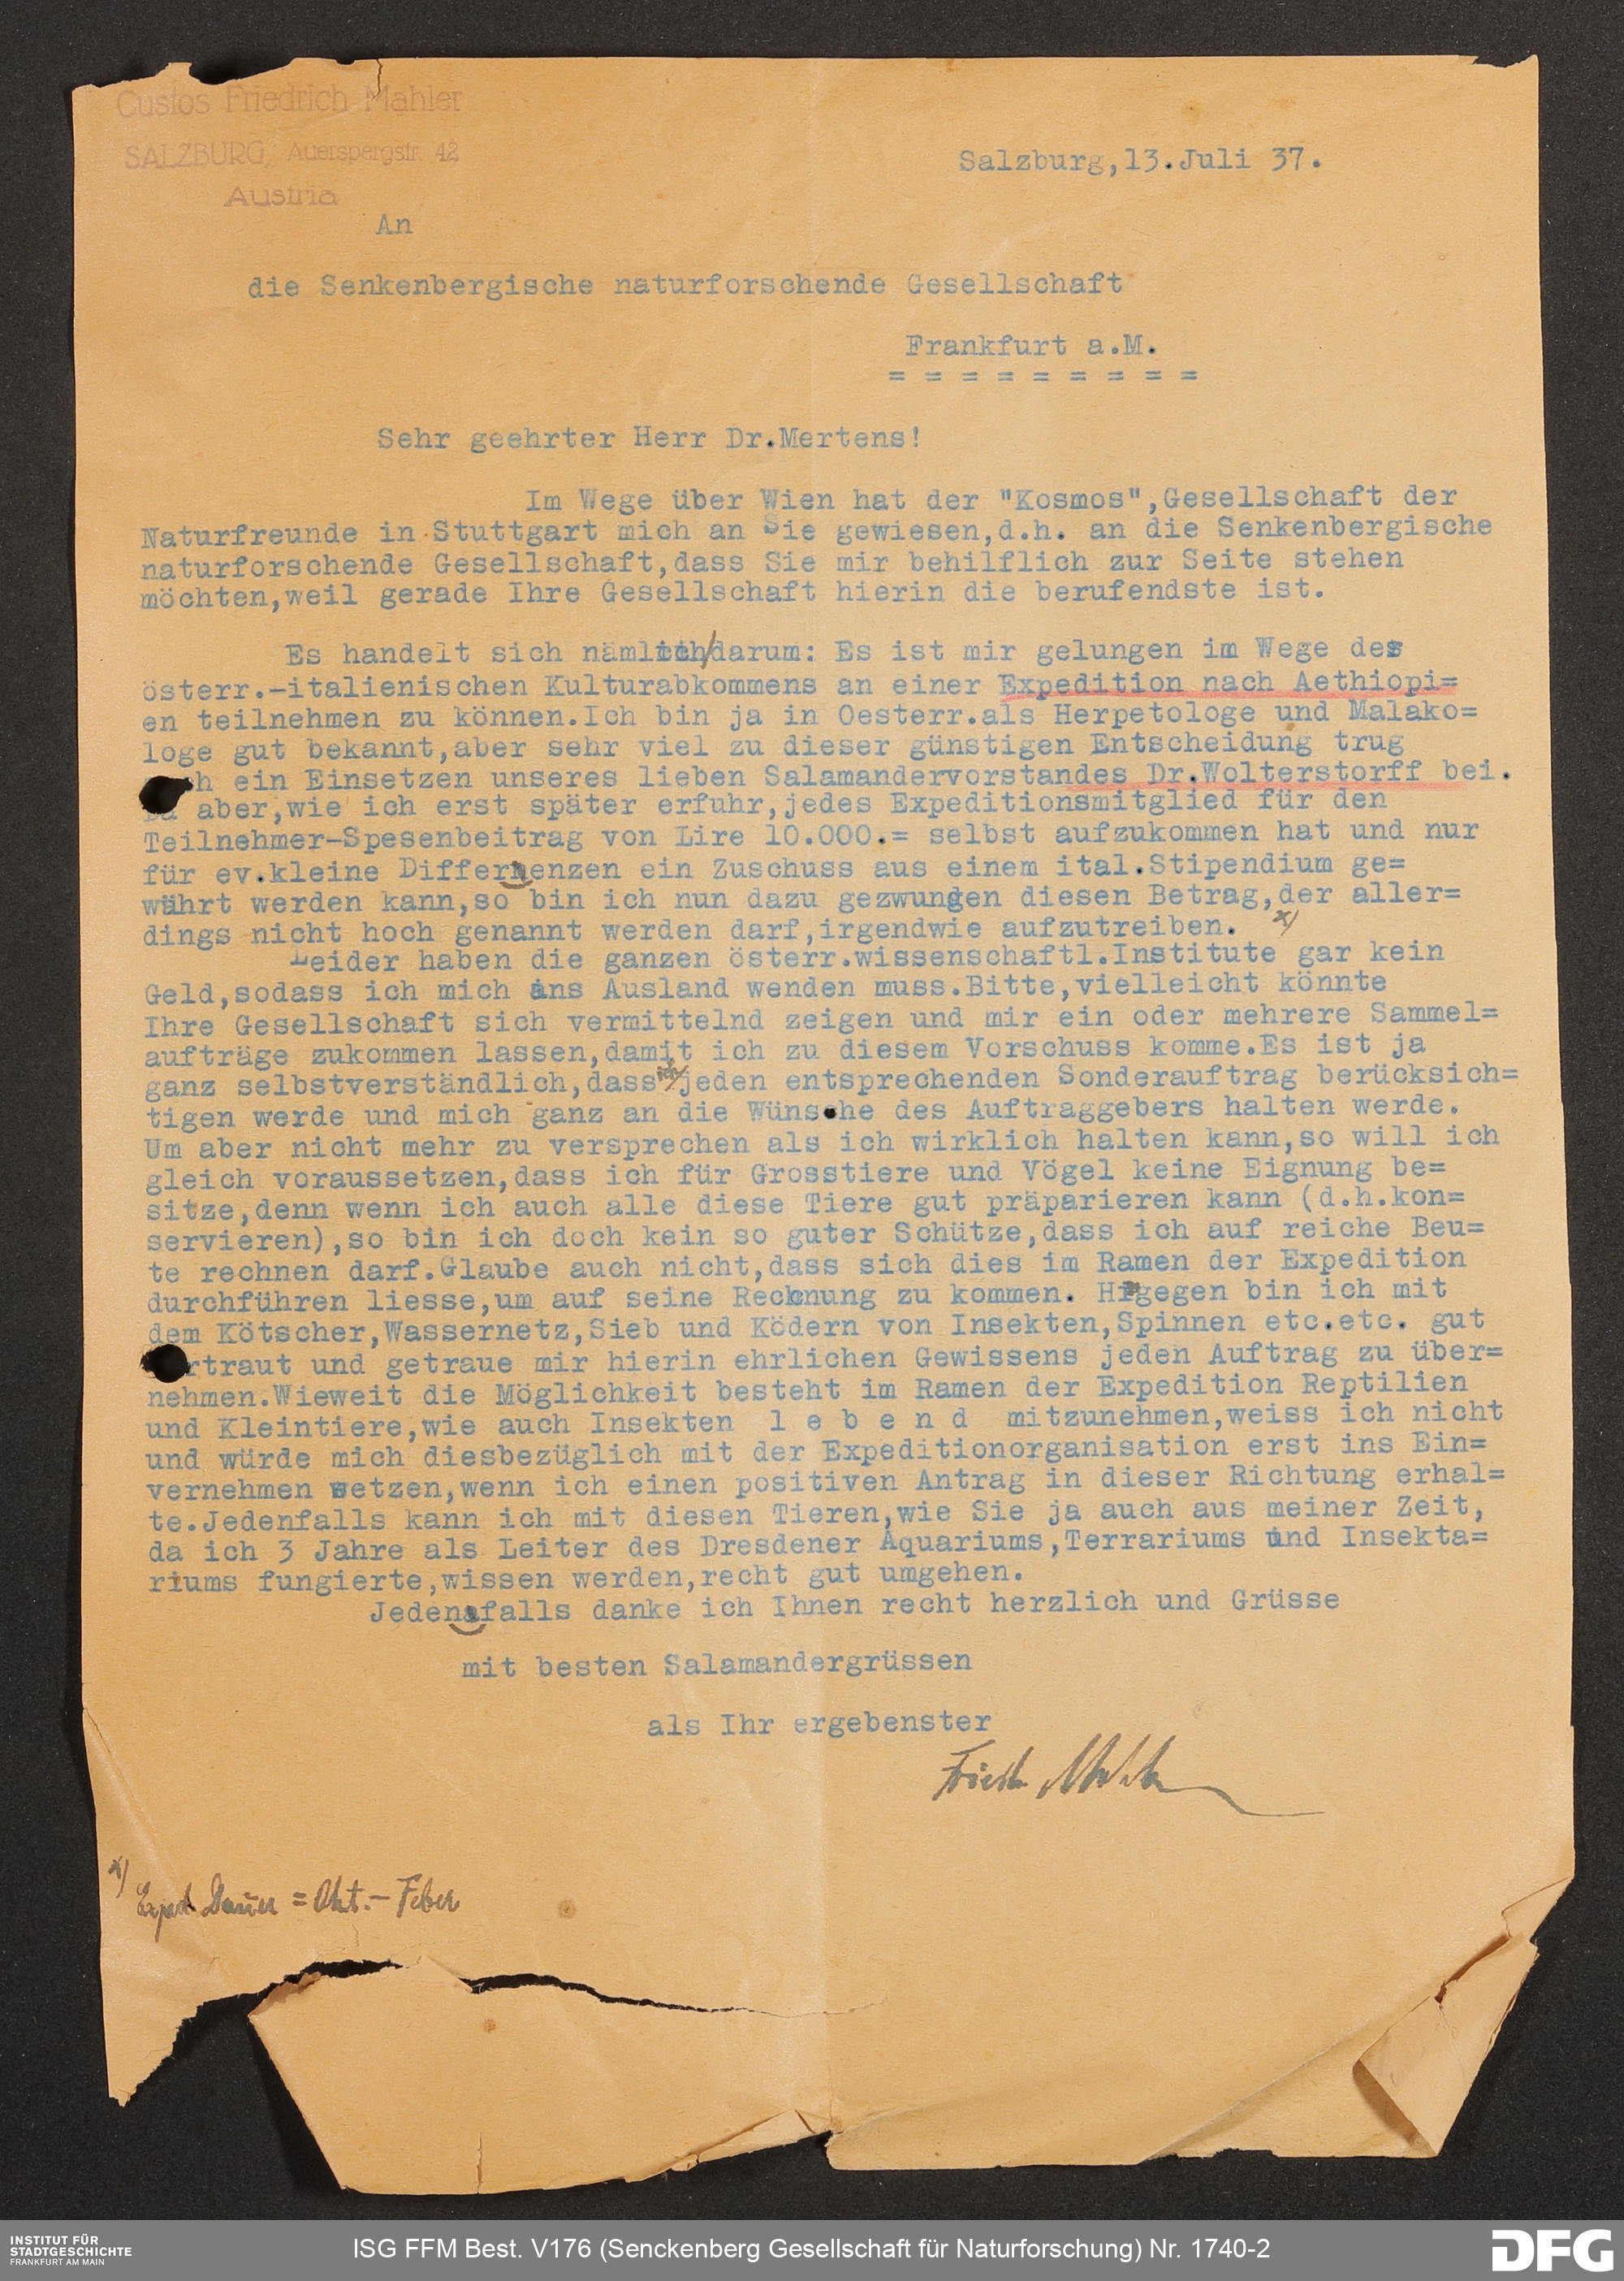 Custos Friedrich Mahler
SALZBURG, Auerspergstr. 42
Austria
Salzburg,13.Juli 37.
An
die Senkenbergische naturforschende Gesellschaft
Frankfurt a.M.
= = = = = = = = =
Sehr geehrter Herr Dr.Mertens!
Im Wege über Wien hat der "Kosmos",Gesellschaft der
Naturfreunde in Stuttgart mich an Sie gewiesen,d.h. an die Senkenbergische
naturforschende Gesellschaft,dass Sie mir behilflich zur Seite stehen
möchten,weil gerade Ihre Gesellschaft hierin die berufendste ist.
Es handelt sich nämlich/darum: Es ist mir gelungen im Wege des
österr.-italienischen Kulturabkommens an einer Expedition nach Aethiopi=
en teilnehmen zu können.Ich bin ja in Oesterr.als Herpetologe und Malako=
loge gut bekannt,aber sehr viel zu dieser günstigen Entscheidung trug
h ein Einsetzen unseres lieben Salamandervorstandes Dr.Wolterstorff bei.
Da aber,wie ich erst später erfuhr,jedes Expeditionsmitglied für den
Teilnehmer-Spesenbeitrag von Lire 10.000.= selbst aufzukommen hat und nur
für ev.kleine Differnenzen ein Zuschuss aus einem ital.Stipendium ge=
währt werden kann,so bin ich nun dazu gezwungen diesen Betrag,der aller=
dings nicht hoch genannt werden darf,irgendwie aufzutreiben. x)
Leider haben die ganzen österr.wissenschaftl.Institute gar kein
Geld,sodass ich mich ans Ausland wenden muss.Bitte,vielleicht könnte
Ihre Gesellschaft sich vermittelnd zeigen und mir ein oder mehrere Sammel=
aufträge zukommen lassen,damit ich zu diesem Vorschuss komme.Es ist ja
ganz selbstverständlich,dass ich/jeden entsprechenden Sonderauftrag berücksich=
tigen werde und mich ganz an die Wünsche des Auftraggebers halten werde.
Um aber nicht mehr zu versprechen als ich wirklich halten kann,so will ich
gleich voraussetzen,dass ich für Grosstiere und Vögel keine Eignung be=
sitze,denn wenn ich auch alle diese Tiere gut präparieren kann (d.h.kon=
servieren),so bin ich doch kein so guter Schütze,dass ich auf reiche Beu=
te rechnen darf.Glaube auch nicht,dass sich dies im Ramen der Expedition
durchführen liesse,um auf seine Rechnung zu kommen. Higegen bin ich mit
dem Kötscher,Wassernetz,Sieb und Ködern von Insekten,Spinnen etc.etc. gut
rtraut und getraue mir hierin ehrlichen Gewissens jeden Auftrag zu über=
nehmen.Wieweit die Möglichkeit besteht im Ramen der Expedition Reptilien
und Kleintiere,wie auch Insekten l e b e n d mitzunehmen,weiss ich nicht
und würde mich diesbezüglich mit der Expeditionorganisation erst ins Ein=
vernehmen setzen,wenn ich einen positiven Antrag in dieser Richtung erhal=
te.Jedenfalls kann ich mit diesen Tieren,wie Sie ja auch aus meiner Zeit,
da ich 3 Jahre als Leiter des Dresdener Aquariums,Terrariums und Insekta=
riums fungierte,wissen werden,recht gut umgehen.
Jedenafalls danke ich Ihnen recht herzlich und Grüsse
mit besten Salamandergrüssen
als Ihr ergebenster
Friedr Mahler
x)
Exped. Dauer = Okt.- Feber
INSTITUT FÜR
STADTGESCHICHTE
FRANKFURT AM MAIN
ISG FFM Best. V176 (Senckenberg Gesellschaft für Naturforschung) Nr. 1740-2
DFG